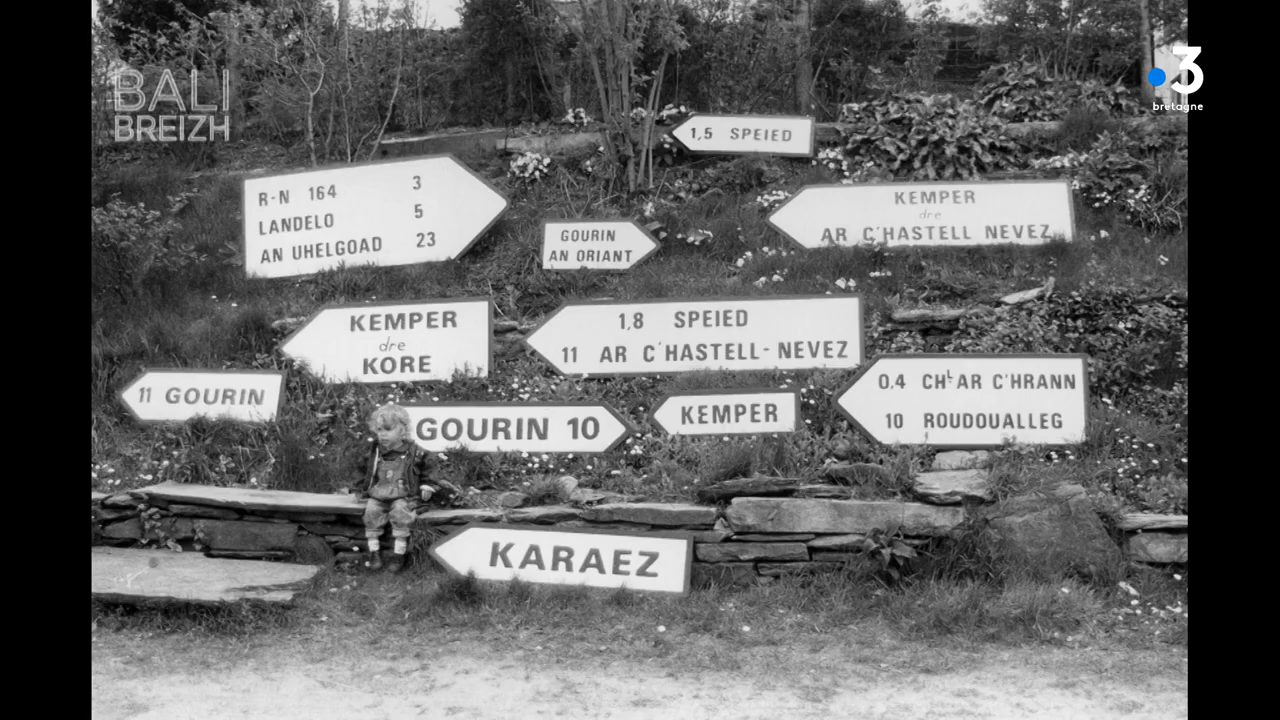 BALI
BREIZH
3
bretagne
1,5 SPEIED
R-N 164 3
LANDELO 5
AN UHELGOAD 23
GOURIN
AN ORIANT
KEMPER
dre
AR C'HASTELL NEVEZ
KEMPER
dre
KORE
1,8 SPEIED
11 AR C'HASTELL-NEVEZ
11 GOURIN
GOURIN 10
KEMPER
0.4 CHL AR C'HRANN
10 ROUDOUALLEG
KARAEZ